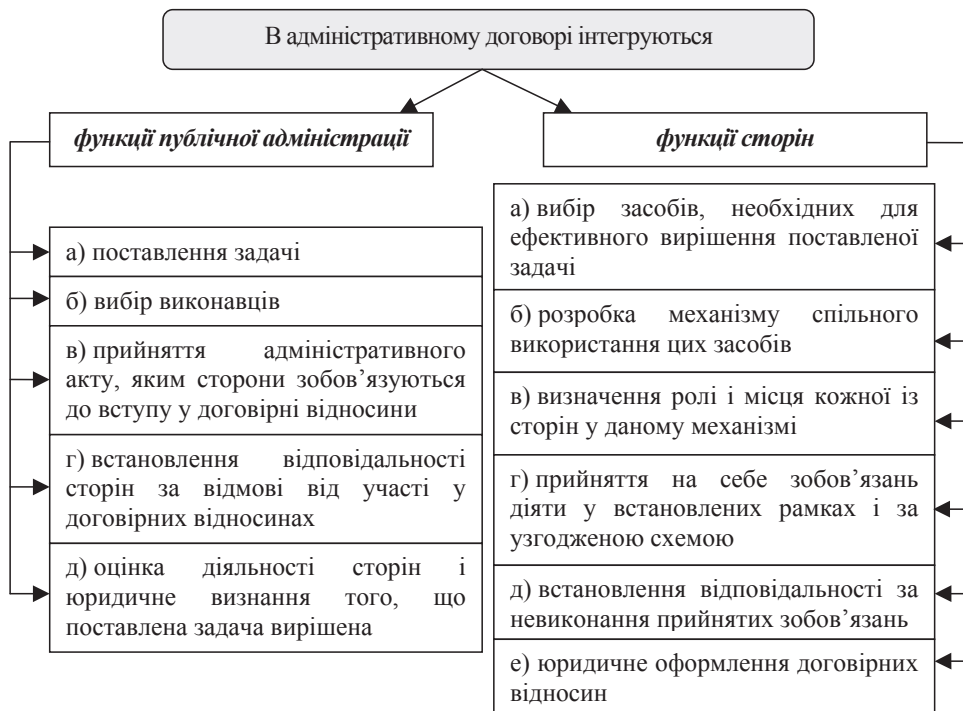 В адміністративному договорі інтегруються
функції публічної адміністрації
а) поставлення задачі
б) вибір виконавців
в) прийняття адміністративного
акту, яким сторони зобов’язуються
до вступу у договірні відносини
г) встановлення відповідальності
сторін за відмові від участі у
договірних відносинах
д) оцінка діяльності сторін і
юридичне визнання того, що
поставлена задача вирішена
функції сторін
а) вибір засобів, необхідних для
ефективного вирішення поставленої
задачі
б) розробка механізму спільного
використання цих засобів
в) визначення ролі і місця кожної із
сторін у даному механізмі
г) прийняття на себе зобов’язань
діяти у встановлених рамках і за
узгодженою схемою
д) встановлення відповідальності за
невиконання прийнятих зобов’язань
е) юридичне оформлення договірних
відносин